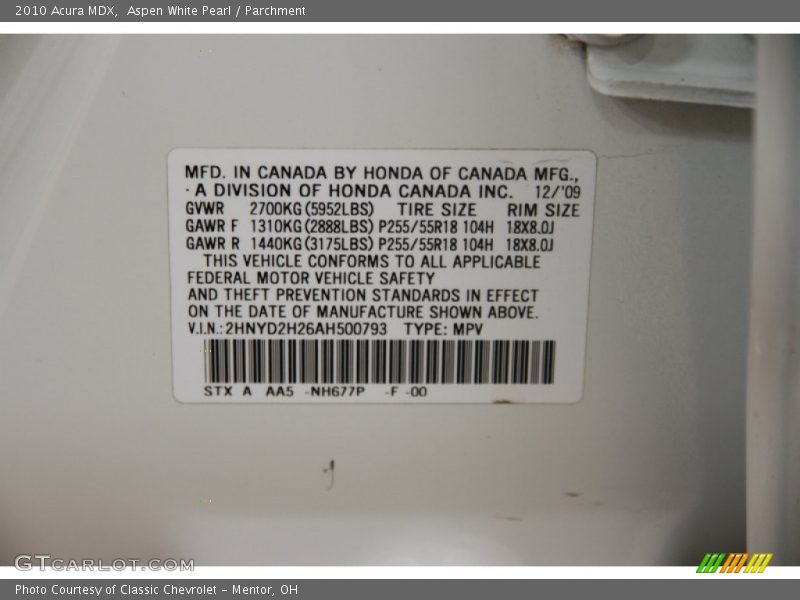 2010 Acura MDX, Aspen White Pearl / Parchment
MFD. IN CANADA BY HONDA OF CANADA MFG.,
A DIVISION OF HONDA CANADA INC. 12/'09
GVWR 2700KG(5952LBS) TIRE SIZE RIM SIZE
GAWR F 1310KG(2888LBS) P255/55R18 104H 18X8.0J
GAWR R 1440KG(3175LBS) P255/55R18 104H 18X8.0J
THIS VEHICLE CONFORMS TO ALL APPLICABLE
FEDERAL MOTOR VEHICLE SAFETY
AND THEFT PREVENTION STANDARDS IN EFFECT
ON THE DATE OF MANUFACTURE SHOWN ABOVE.
V.I.N.: 2HNYD2H26AH500793 TYPE: MPV
STX A AA5 -NH677P -F -00
GTCARLOT.COM
Photo Courtesy of Classic Chevrolet - Mentor, OH